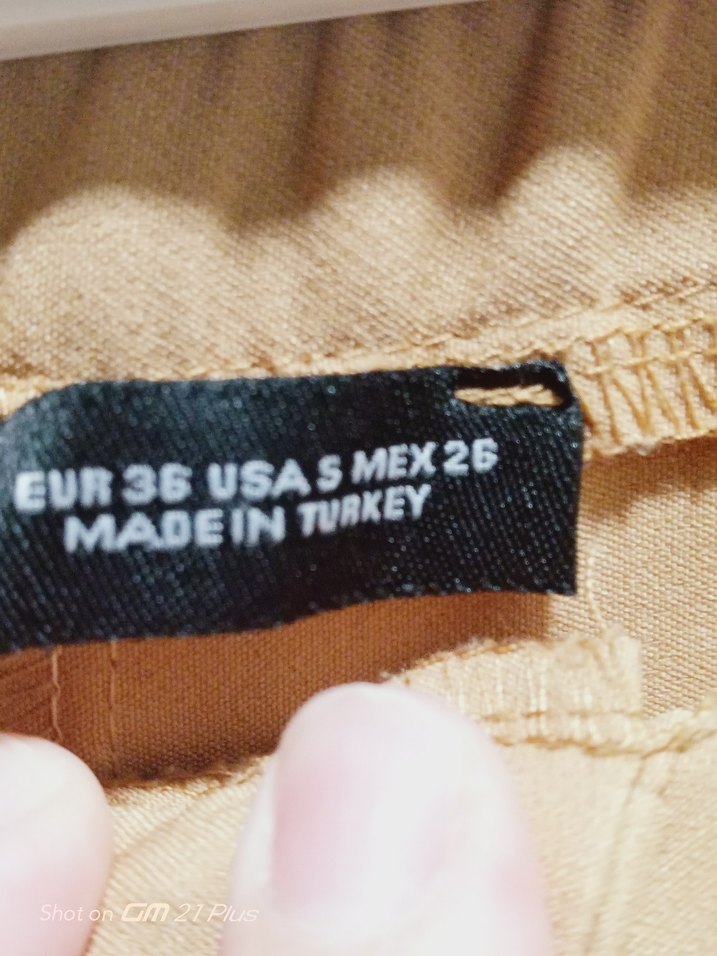 EUR 36 USA S MEX 26
MADE IN TURKEY
Shot on GM 21 Plus